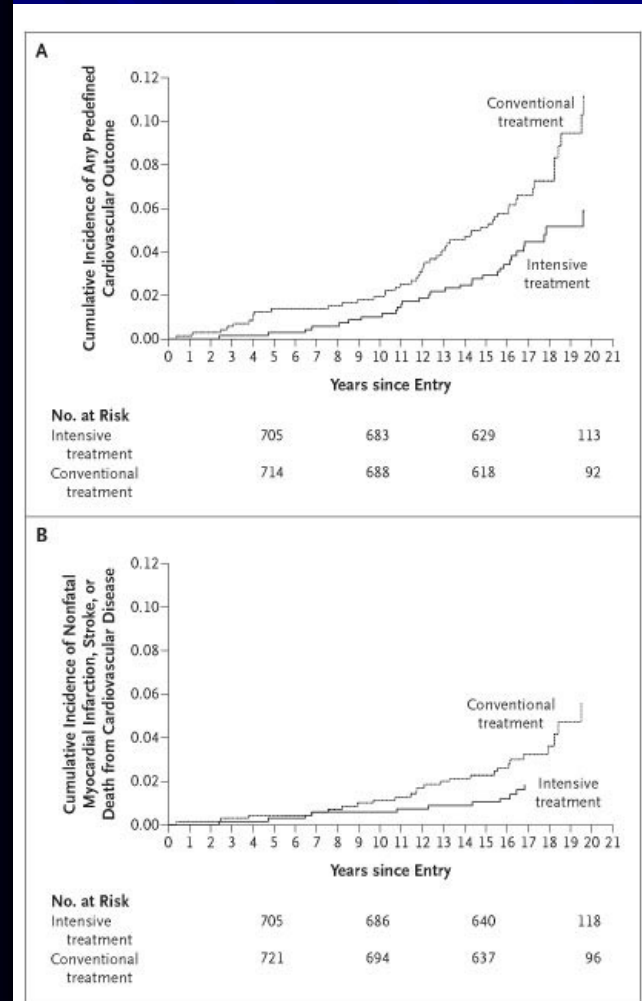 A
Cumulative Incidence of Any Predefined
Cardiovascular Outcome
0.12
0.10
0.08
0.06
0.04
0.02
0.00
Conventional
treatment
Intensive
treatment
0 1 2 3 4 5 6 7 8 9 10 11 12 13 14 15 16 17 18 19 20 21
Years since Entry
No. at Risk
Intensive 705 683 629 113
treatment
Conventional 714 688 618 92
treatment
B
Cumulative Incidence of Nonfatal
Myocardial Infarction, Stroke, or
Death from Cardiovascular Disease
0.12
0.10
0.08
0.06
0.04
0.02
0.00
Conventional
treatment
Intensive
treatment
0 1 2 3 4 5 6 7 8 9 10 11 12 13 14 15 16 17 18 19 20 21
Years since Entry
No. at Risk
Intensive 705 686 640 118
treatment
Conventional 721 694 637 96
treatment